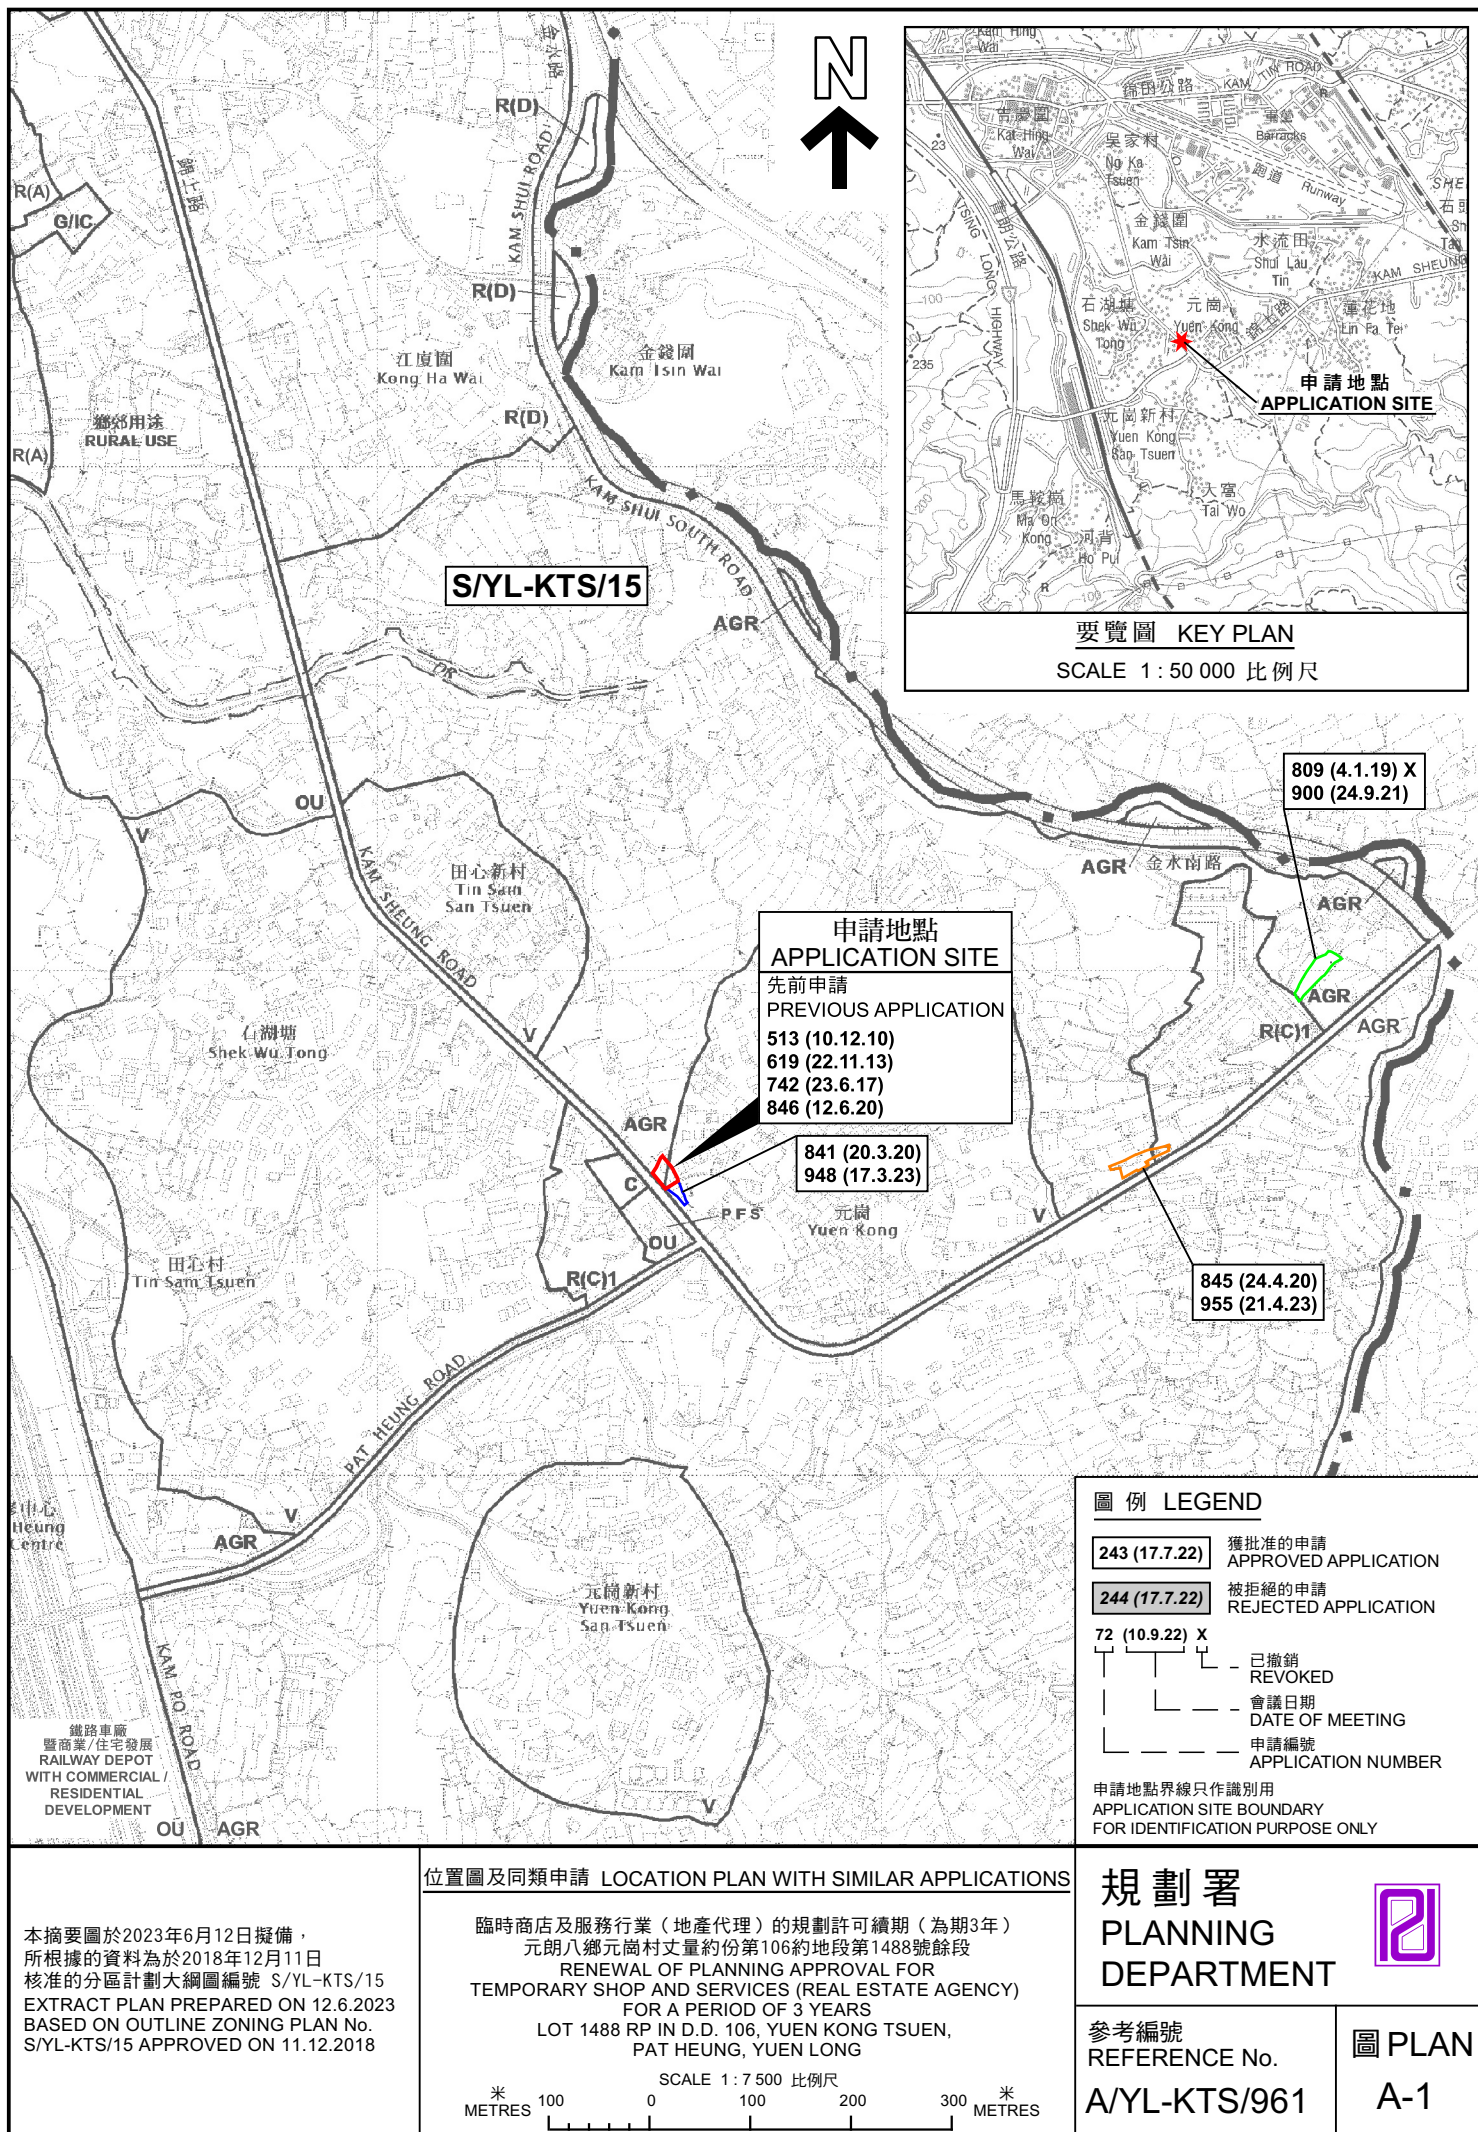 N
金水路
R(D)
KAM SHUI ROAD
錦上路
R(A)
G/IC
R(D)
江廈圍
Kong Ha Wai
金錢圍
Kam Tsin Wai
R(D)
鄉郊用途
RURAL USE
R(A)
KAM SHUI SOUTH ROAD
S/YL-KTS/15
AGR
Kam Hing
Wai
錦田公路
KAM TIN ROAD
R
吉慶圍
Kat Hing
Wai
吳家村
Ng Ka
Tsuen
軍營
Barracks
23
跑道
Runway
青朗公路
TSING LONG HIGHWAY
金錢圍
Kam Tsin
Wai
水流田
Shui Lau
Tin
KAM SHEUNG
100
石湖塘
Shek Wu
Tong
元崗
Yuen Kong
錦上路
蓮花地
Lin Fa Tei
235
申請地點
APPLICATION SITE
元崗新村
Yuen Kong
San Tsuen
100
200
馬鞍崗
Ma On
Kong
大窩
Tai Wo
河背
Ho Pui
R
100
200
要覽圖 KEY PLAN
SCALE 1 : 50 000 比例尺
809 (4.1.19) X
900 (24.9.21)
OU
V
田心新村
Tin Sam
San Tsuen
KAM SHEUNG ROAD
AGR
金水南路
AGR
申請地點
APPLICATION SITE
先前申請
PREVIOUS APPLICATION
513 (10.12.10)
619 (22.11.13)
742 (23.6.17)
846 (12.6.20)
AGR
R(C)1
AGR
石湖塘
Shek Wu Tong
V
AGR
841 (20.3.20)
948 (17.3.23)
C
P F S
元崗
Yuen Kong
V
OU
田心村
Tin Sam Tsuen
R(C)1
845 (24.4.20)
955 (21.4.23)
PAT HEUNG ROAD
V
AGR
中心
Heung
Centre
元崗新村
Yuen Kong
San Tsuen
KAM PO ROAD
鐵路車廠
暨商業/住宅發展
RAILWAY DEPOT
WITH COMMERCIAL /
RESIDENTIAL
DEVELOPMENT
OU
AGR
V
圖 例 LEGEND
243 (17.7.22)
獲批准的申請
APPROVED APPLICATION
244 (17.7.22)
被拒絕的申請
REJECTED APPLICATION
72 (10.9.22) X
已撤銷
REVOKED
會議日期
DATE OF MEETING
申請編號
APPLICATION NUMBER
申請地點界線只作識別用
APPLICATION SITE BOUNDARY
FOR IDENTIFICATION PURPOSE ONLY
本摘要圖於2023年6月12日擬備，
所根據的資料為於2018年12月11日
核准的分區計劃大綱圖編號 S/YL-KTS/15
EXTRACT PLAN PREPARED ON 12.6.2023
BASED ON OUTLINE ZONING PLAN No.
S/YL-KTS/15 APPROVED ON 11.12.2018
位置圖及同類申請 LOCATION PLAN WITH SIMILAR APPLICATIONS
臨時商店及服務行業（地產代理）的規劃許可續期（為期3年）
元朗八鄉元崗村丈量約份第106約地段第1488號餘段
RENEWAL OF PLANNING APPROVAL FOR
TEMPORARY SHOP AND SERVICES (REAL ESTATE AGENCY)
FOR A PERIOD OF 3 YEARS
LOT 1488 RP IN D.D. 106, YUEN KONG TSUEN,
PAT HEUNG, YUEN LONG
SCALE 1 : 7 500 比例尺
米
METRES
100 0 100 200 300
米
METRES
規劃署
PLANNING
DEPARTMENT
參考編號
REFERENCE No.
A/YL-KTS/961
圖 PLAN
A-1